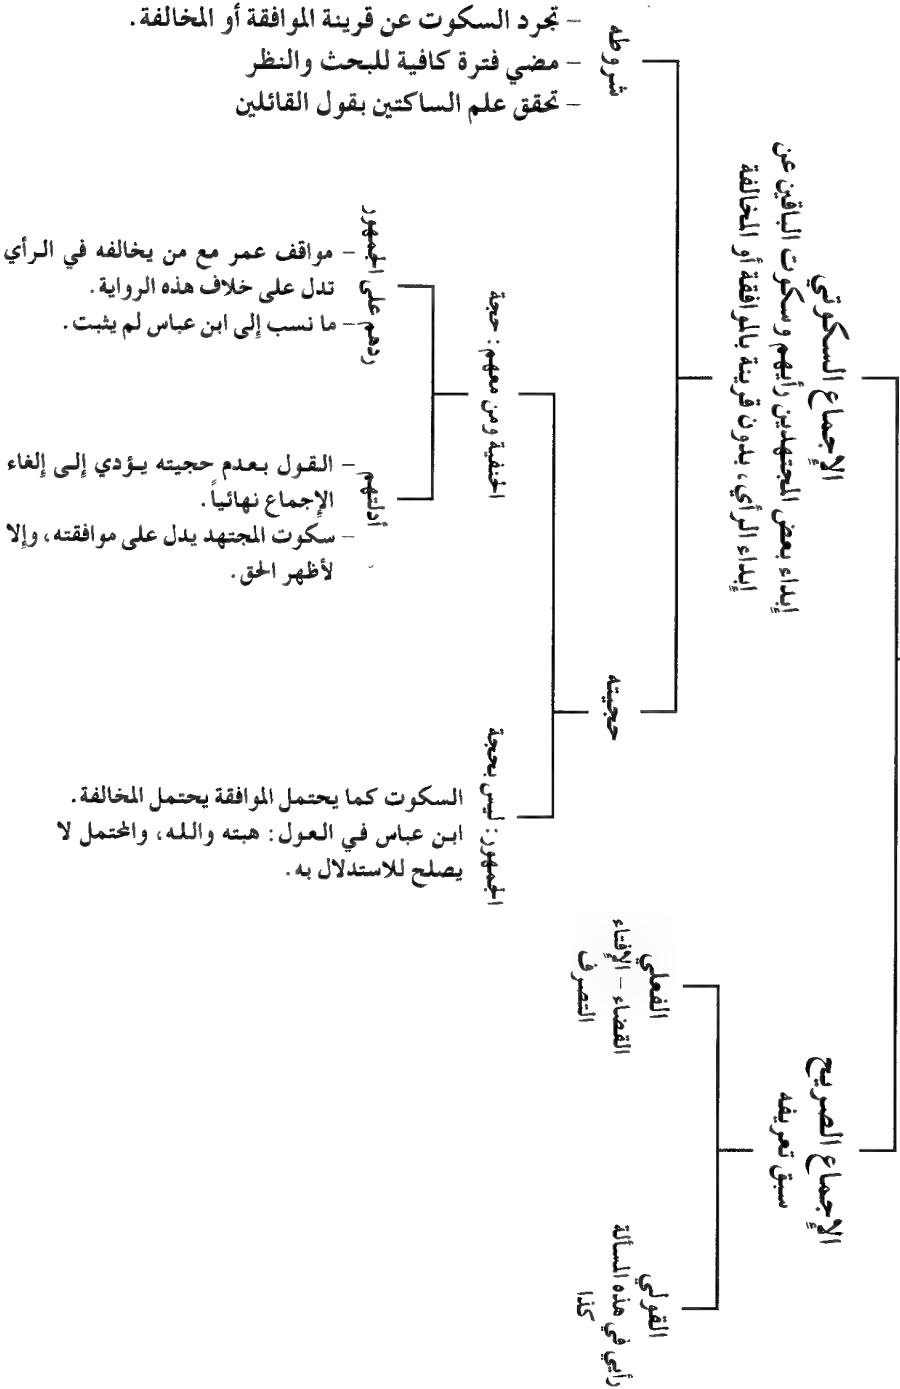 الإجماع الصريح
سبق تعريفه
القولي
رأيي في هذه المسألة
كذا
الفعلي
القضاء – الإفتاء
التصرف
الإجماع السكوتي
إبداء بعض المجتهدين رأيهم وسكوت الباقين عن
إبداء الرأي، بدون قرينة بالموافقة أو المخالفة
شروطه
– تجرد السكوت عن قرينة الموافقة أو المخالفة.
– مضي فترة كافية للبحث والنظر
– تحقق علم الساكتين بقول القائلين
حجيته
الجمهور: ليس بحجة
السكوت كما يحتمل الموافقة يحتمل المخالفة.
ابن عباس في العول: هبته والله، والمحتمل لا
يصلح للاستدلال به.
الحنفية ومن معهم: حجة
أدلتهم
– القول بعدم حجيته يؤدي إلى إلغاء
الإجماع نهائياً.
– سكوت المجتهد يدل على موافقته، وإلا
لأظهر الحق.
ردهم على الجمهور
– مواقف عمر مع من يخالفه في الرأي
تدل على خلاف هذه الرواية.
– ما نسب إلى ابن عباس لم يثبت.